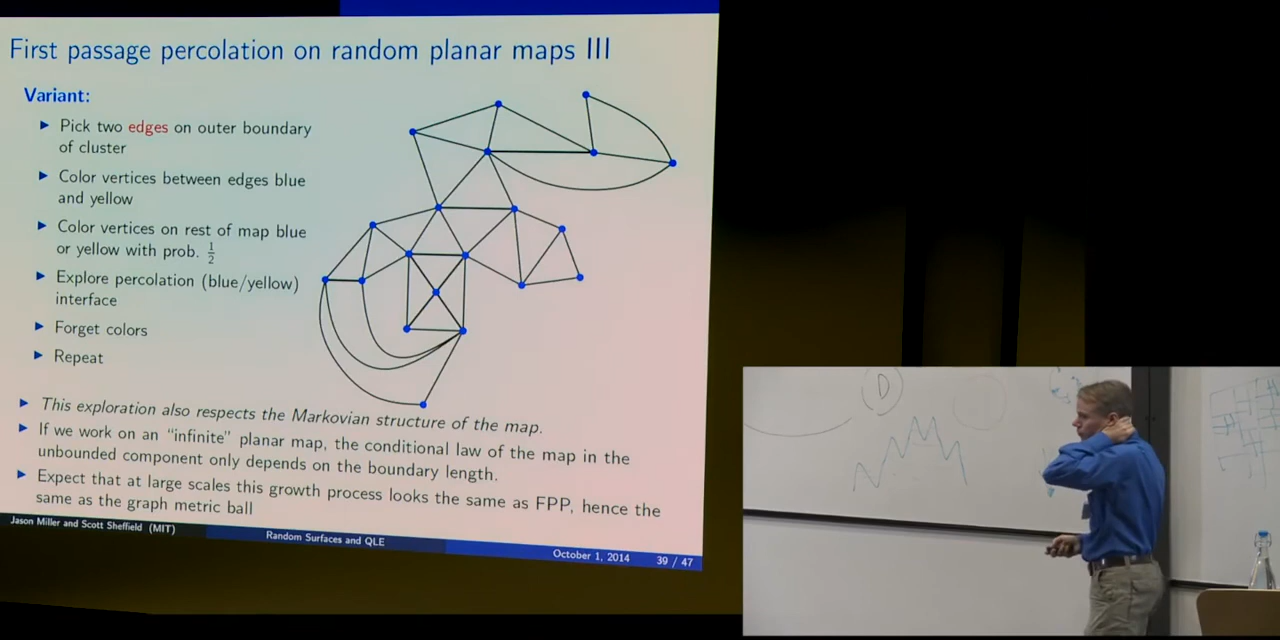 First passage percolation on random planar maps III
Variant:
Pick two edges on outer boundary
of cluster
Color vertices between edges blue
and yellow
Color vertices on rest of map blue
or yellow with prob. 1/2
Explore percolation (blue/yellow)
interface
Forget colors
Repeat
This exploration also respects the Markovian structure of the map.
If we work on an “infinite” planar map, the conditional law of the map in the
unbounded component only depends on the boundary length.
Expect that at large scales this growth process looks the same as FPP, hence the
same as the graph metric ball
Jason Miller and Scott Sheffield (MIT)
Random Surfaces and QLE
October 1, 2014
39 / 47
D